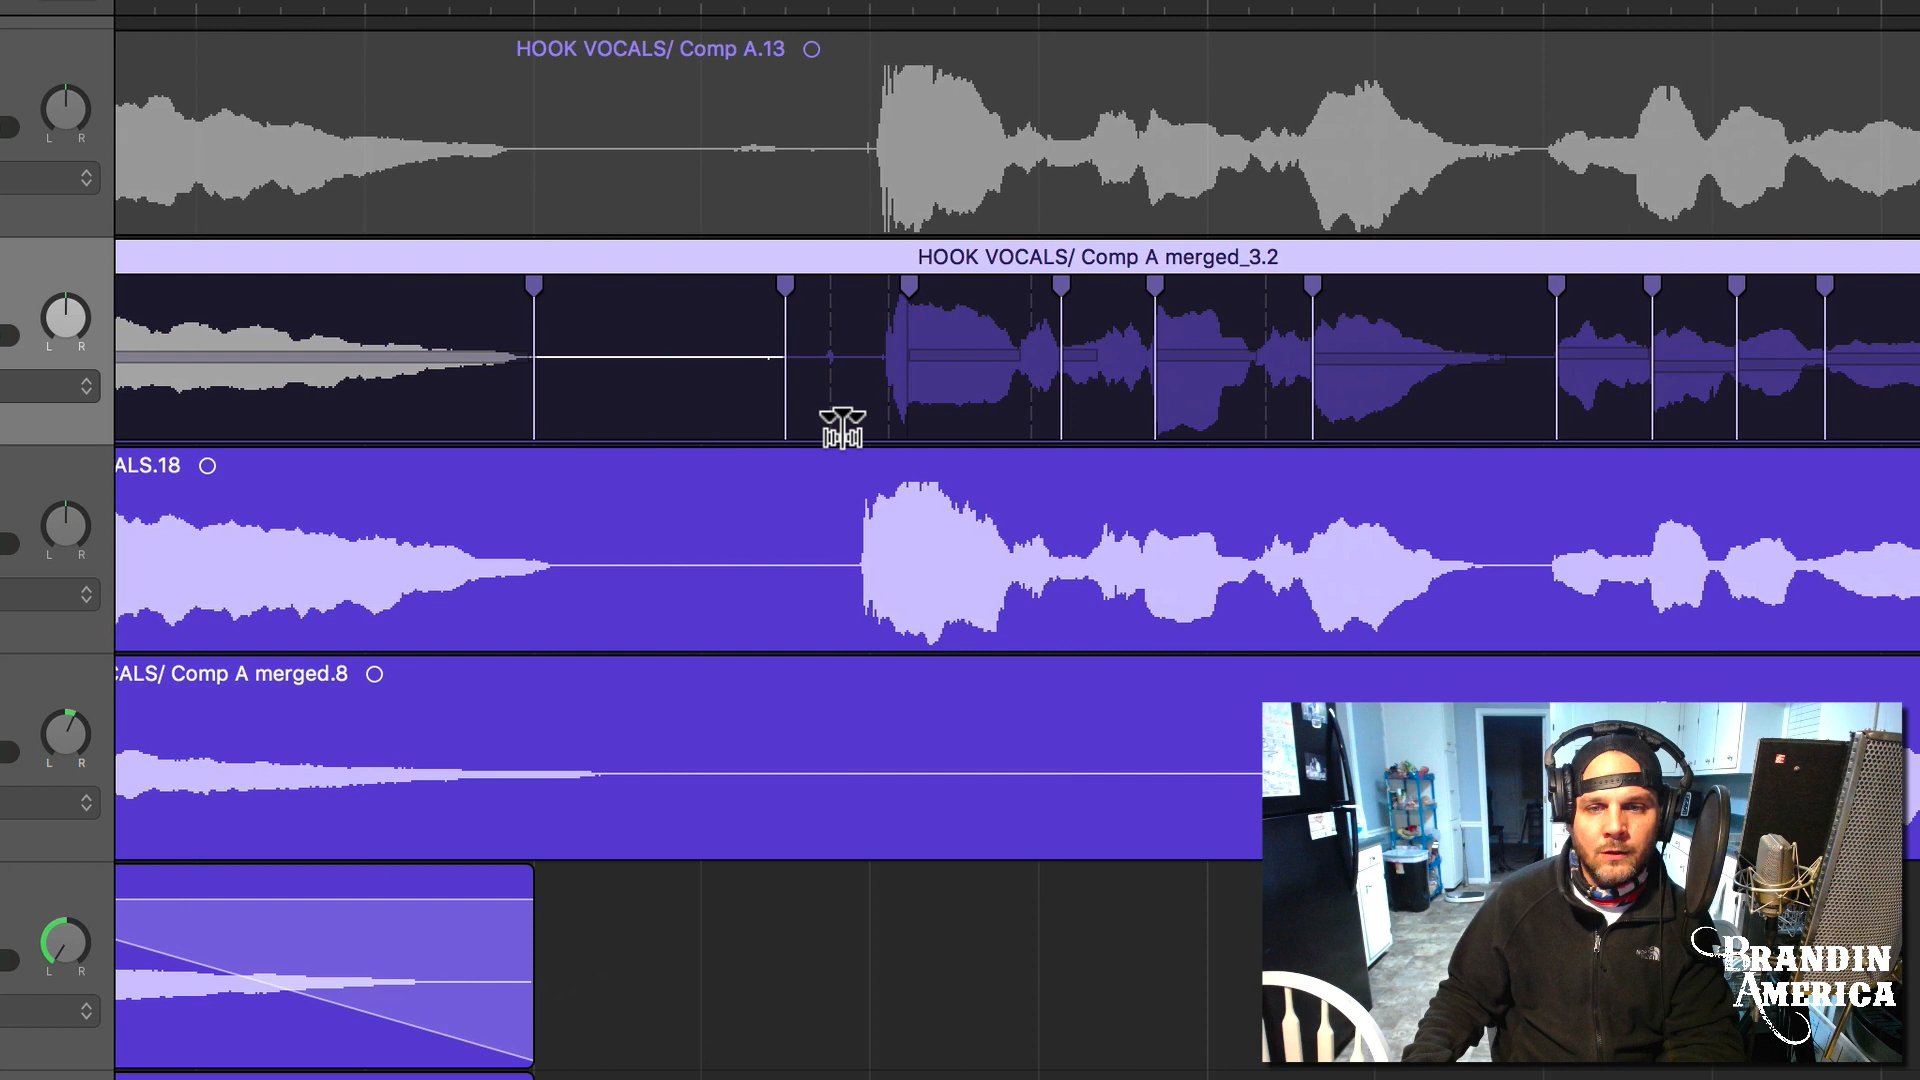 HOOK VOCALS/ Comp A.13
L R
HOOK VOCALS/ Comp A merged_3.2
L R
ALS.18
L R
CALS/ Comp A merged.8
L R
L R
BRANDIN
AMERICA